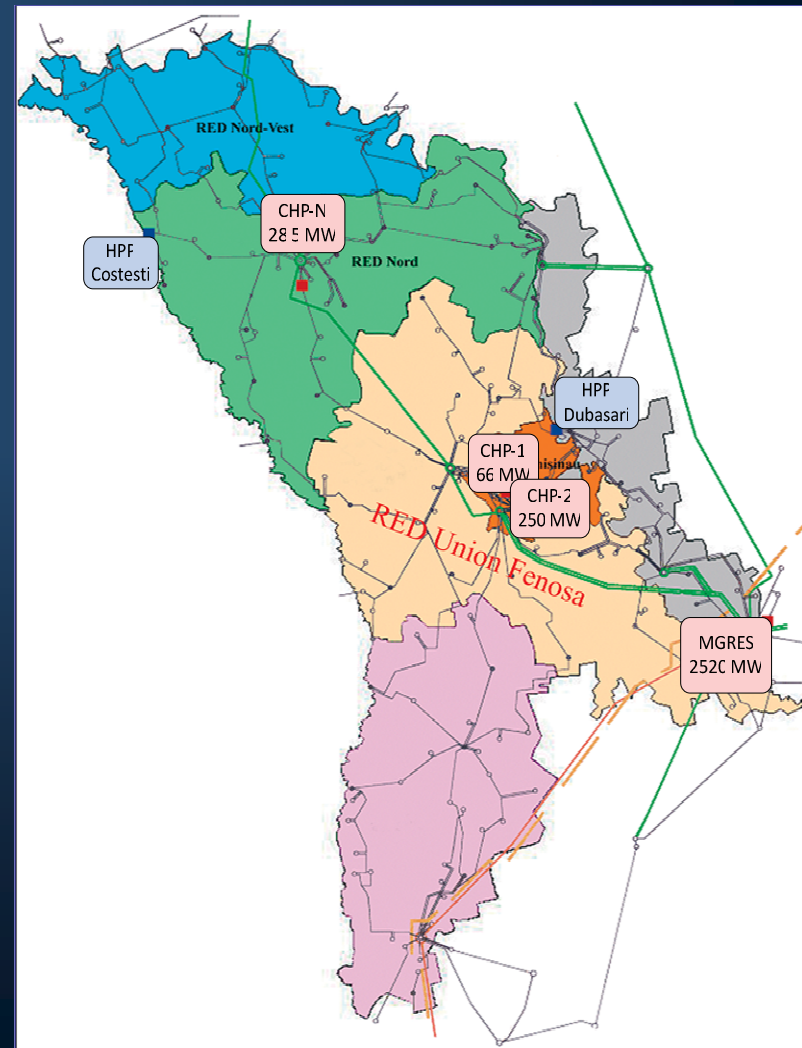 RED Nord-Vest
CHP-N
28.5 MW
HPF
Costesti
RED Nord
HPF
Dubasari
CHP-1
66 MW
hisinau
CHP-2
250 MW
RED Union Fenosa
MGRES
2520 MW